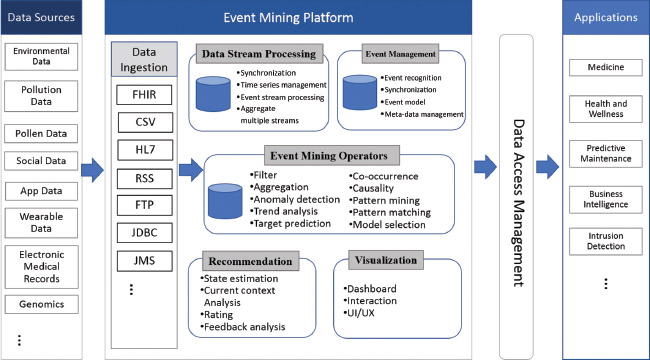 Data Sources
Environmental
Data
Pollution
Data
Pollen Data
Social Data
App Data
Wearable
Data
Electronic
Medical
Records
Genomics
⋮
Event Mining Platform
Data
Ingestion
FHIR
CSV
HL7
RSS
FTP
JDBC
JMS
⋮
Data Stream Processing
•Synchronization
•Time series management
•Event stream processing
•Aggregate
multiple streams
Event Management
•Event recognition
•Synchronization
•Event model
•Meta-data management
Event Mining Operators
•Filter
•Aggregation
•Anomaly detection
•Trend analysis
•Target prediction
•Co-occurrence
•Causality
•Pattern mining
•Pattern matching
•Model selection
Recommendation
•State estimation
•Current context
Analysis
•Rating
•Feedback analysis
Visualization
•Dashboard
•Interaction
•UI/UX
Data Access Management
Applications
Medicine
Health and
Wellness
Predictive
Maintenance
Business
Intelligence
Intrusion
Detection
⋮